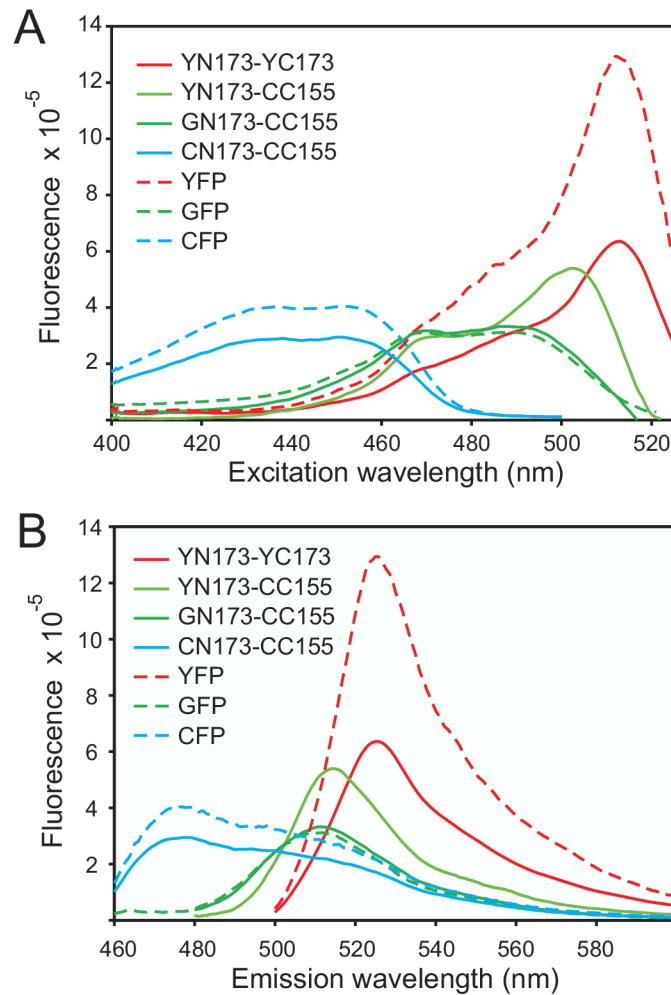 A
14
12
10
8
6
4
2
Fluorescence x 10-5
YN173-YC173
YN173-CC155
GN173-CC155
CN173-CC155
YFP
GFP
CFP
400 420 440 460 480 500 520
Excitation wavelength (nm)
B
14
12
10
8
6
4
2
Fluorescence x 10-5
YN173-YC173
YN173-CC155
GN173-CC155
CN173-CC155
YFP
GFP
CFP
460 480 500 520 540 560 580
Emission wavelength (nm)